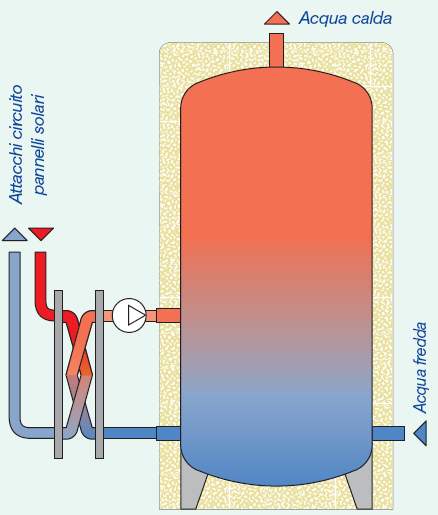 Acqua calda
Attacchi circuito
pannelli solari
Acqua fredda